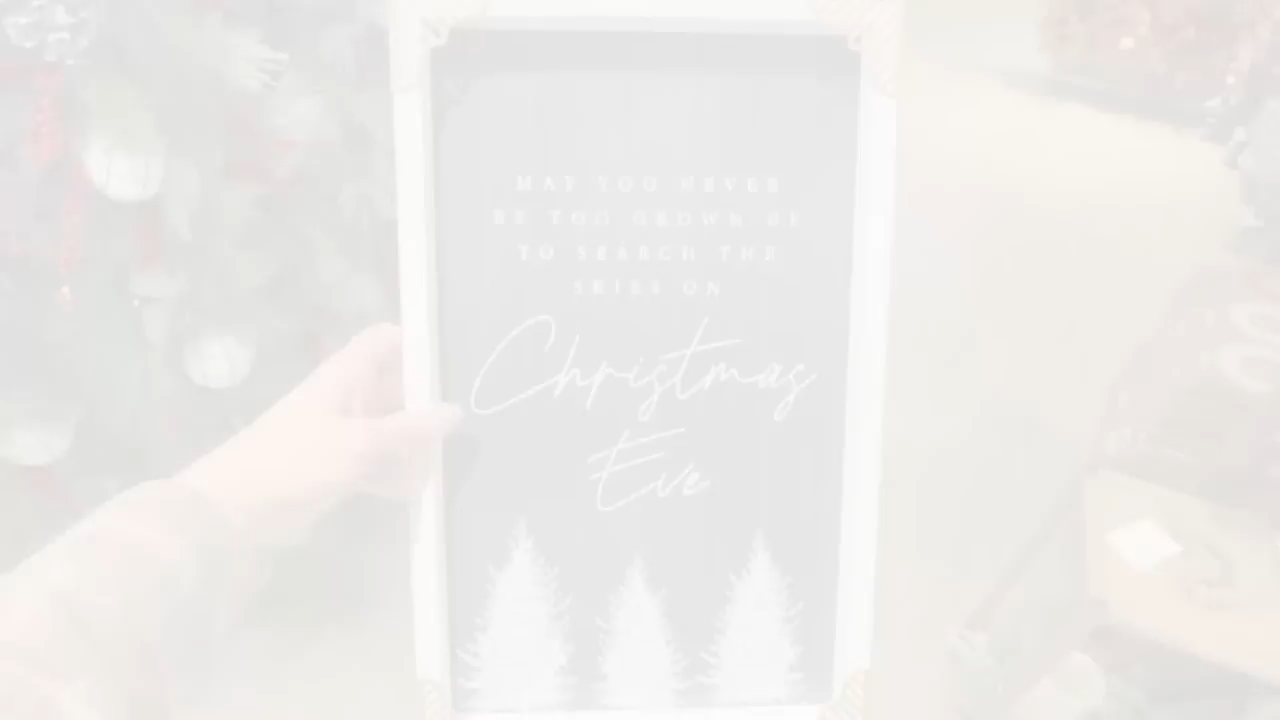 MAY YOU NEVER
BE TOO GROWN UP
TO SEARCH THE
SKIES ON
Christmas
Eve